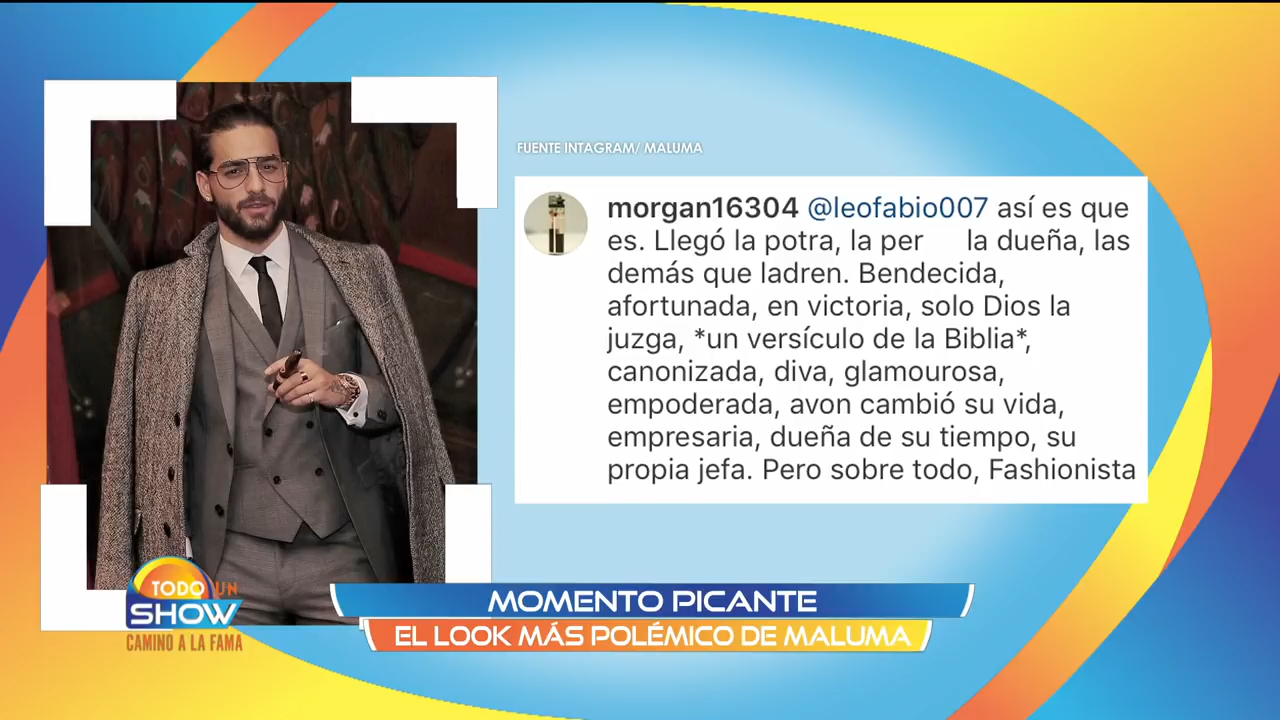 FUENTE INTAGRAM/ MALUMA
morgan16304 @leofabio007 así es que
es. Llegó la potra, la per la dueña, las
demás que ladren. Bendecida,
afortunada, en victoria, solo Dios la
juzga, *un versículo de la Biblia*,
canonizada, diva, glamourosa,
empoderada, avon cambió su vida,
empresaria, dueña de su tiempo, su
propia jefa. Pero sobre todo, Fashionista
TODO UN
SHOW
CAMINO A LA FAMA
MOMENTO PICANTE
EL LOOK MÁS POLÉMICO DE MALUMA